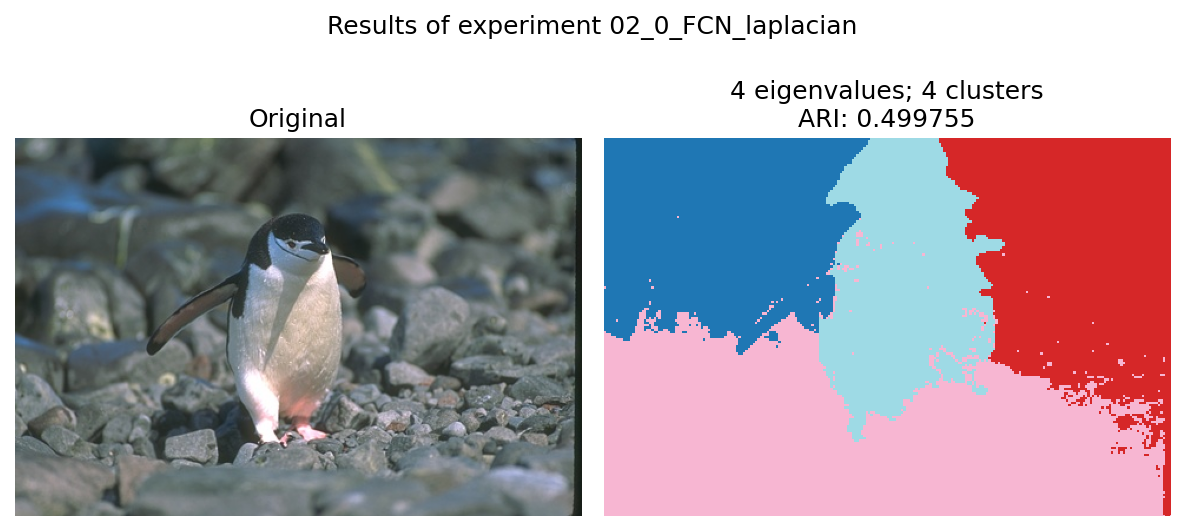 Results of experiment 02_0_FCN_laplacian
Original
4 eigenvalues; 4 clusters
ARI: 0.499755